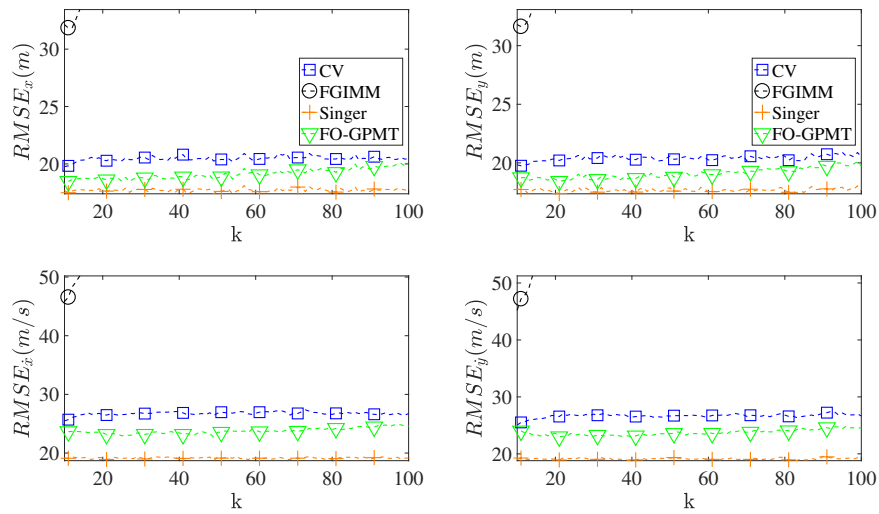 RMSE_x(m)
30
25
20
20
40
60
80
100
k
CV
FGIMM
Singer
FO-GPMT
RMSE_y(m)
30
25
20
20
40
60
80
100
k
CV
FGIMM
Singer
FO-GPMT
RMSE_ẋ(m/s)
50
40
30
20
20
40
60
80
100
k
RMSE_ẏ(m/s)
50
40
30
20
20
40
60
80
100
k